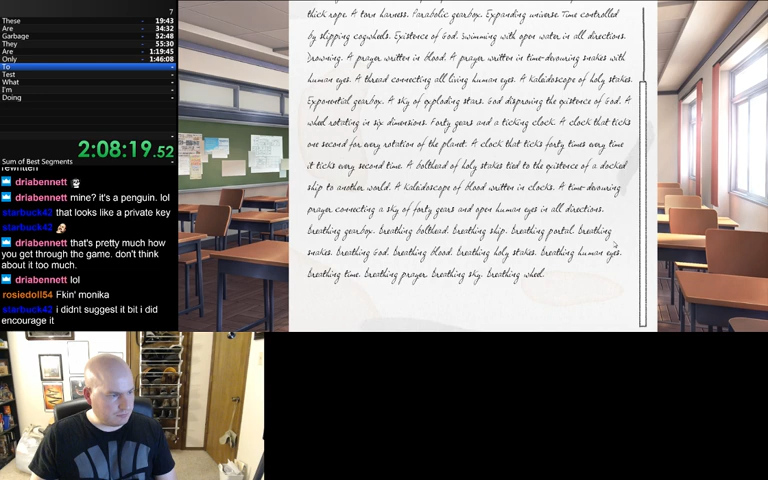 7
These - 19:43
Are - 34:32
Garbage - 52:48
They - 55:30
Are - 1:19:45
Only - 1:46:08
To -
Test -
What -
I'm -
Doing -
-
2:08:19.52
Sum of Best Segments -
rewritten
driabennett
driabennett mine? it's a penguin. lol
starbuck42 that looks like a private key
starbuck42
driabennett that's pretty much how
you get through the game. don't think
about it too much.
driabennett lol
rosiedoll54 Fkin' monika
starbuck42 i didnt suggest it bit i did
encourage it
thick rope. A torn harness. Parabolic gearbox. Expanding universe. Time controlled
by slipping cogwheels. Existence of God. Swimming with open water in all directions.
Drowning. A prayer written in blood. A prayer written in time-devouring snakes with
human eyes. A thread connecting all living human eyes. A kaleidoscope of holy stakes.
Exponential gearbox. A sky of exploding stars. God disproving the existence of God. A
wheel rotating in six dimensions. Forty gears and a ticking clock. A clock that ticks
one second for every rotation of the planet. A clock that ticks forty times every time
it ticks every second time. A bolthead of holy stakes tied to the existence of a docked
ship to another world. A kaleidoscope of blood written in clocks. A time-devouring
prayer connecting a sky of forty gears and open human eyes in all directions.
Breathing gearbox. Breathing bolthead. Breathing ship. Breathing portal. Breathing
snakes. Breathing God. Breathing blood. Breathing holy stakes. Breathing human eyes.
Breathing time. Breathing prayer. Breathing sky. Breathing wheel.